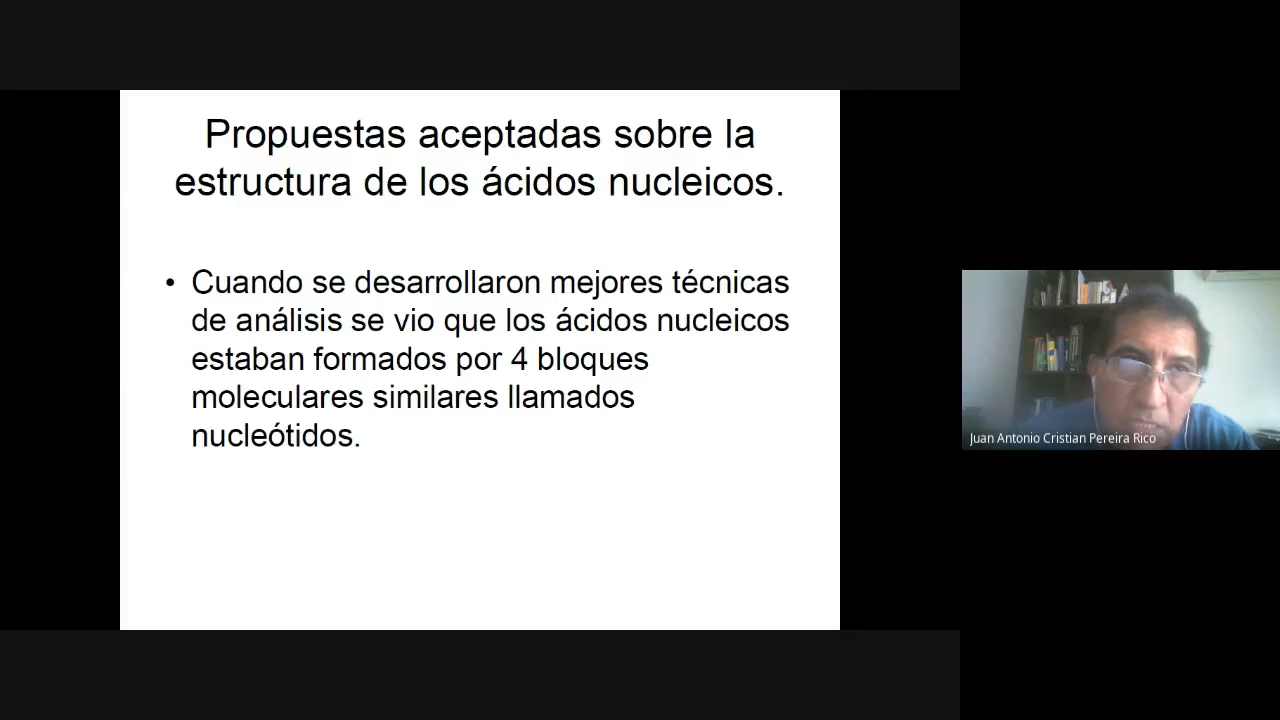 Propuestas aceptadas sobre la
estructura de los ácidos nucleicos.
• Cuando se desarrollaron mejores técnicas
de análisis se vio que los ácidos nucleicos
estaban formados por 4 bloques
moleculares similares llamados
nucleótidos.
Juan Antonio Cristian Pereira Rico